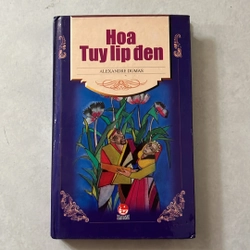 Hoa
Tuy líp đen
ALEXANDRE DUMAS